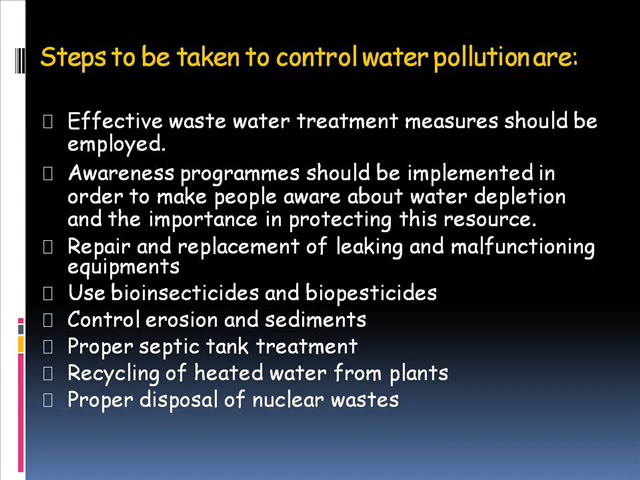 Steps to be taken to control water pollution are:
Effective waste water treatment measures should be
employed.
Awareness programmes should be implemented in
order to make people aware about water depletion
and the importance in protecting this resource.
Repair and replacement of leaking and malfunctioning
equipments
Use bioinsecticides and biopesticides
Control erosion and sediments
Proper septic tank treatment
Recycling of heated water from plants
Proper disposal of nuclear wastes